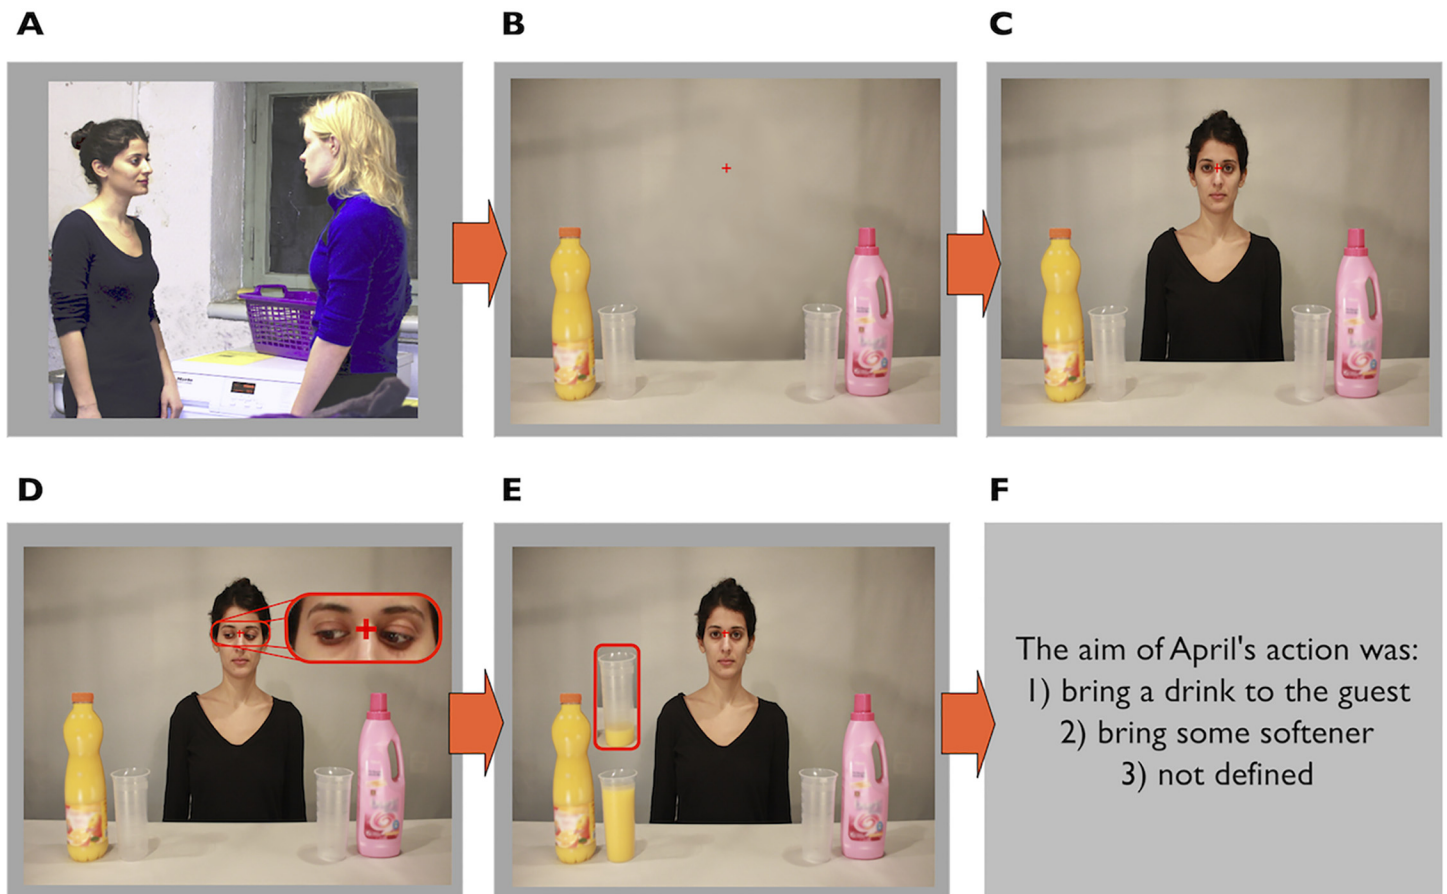 A
B
C
D
E
F
The aim of April's action was:
1) bring a drink to the guest
2) bring some softener
3) not defined